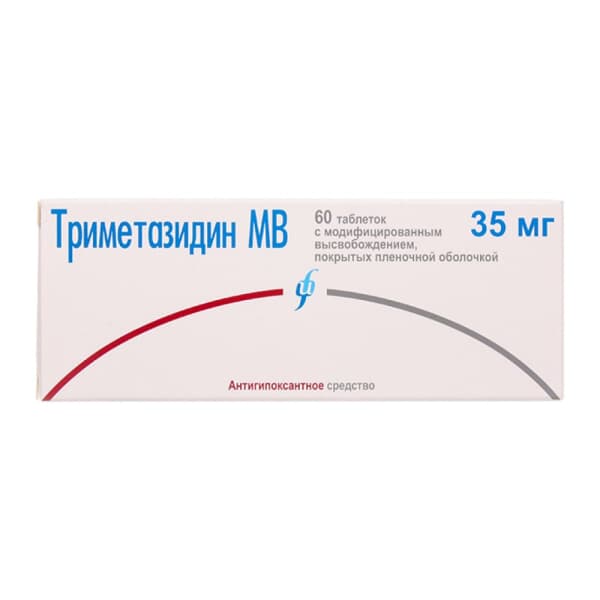 Триметазидин МВ
60 таблеток
с модифицированным
высвобождением,
покрытых пленочной оболочкой
35 мг
Антигипоксантное средство